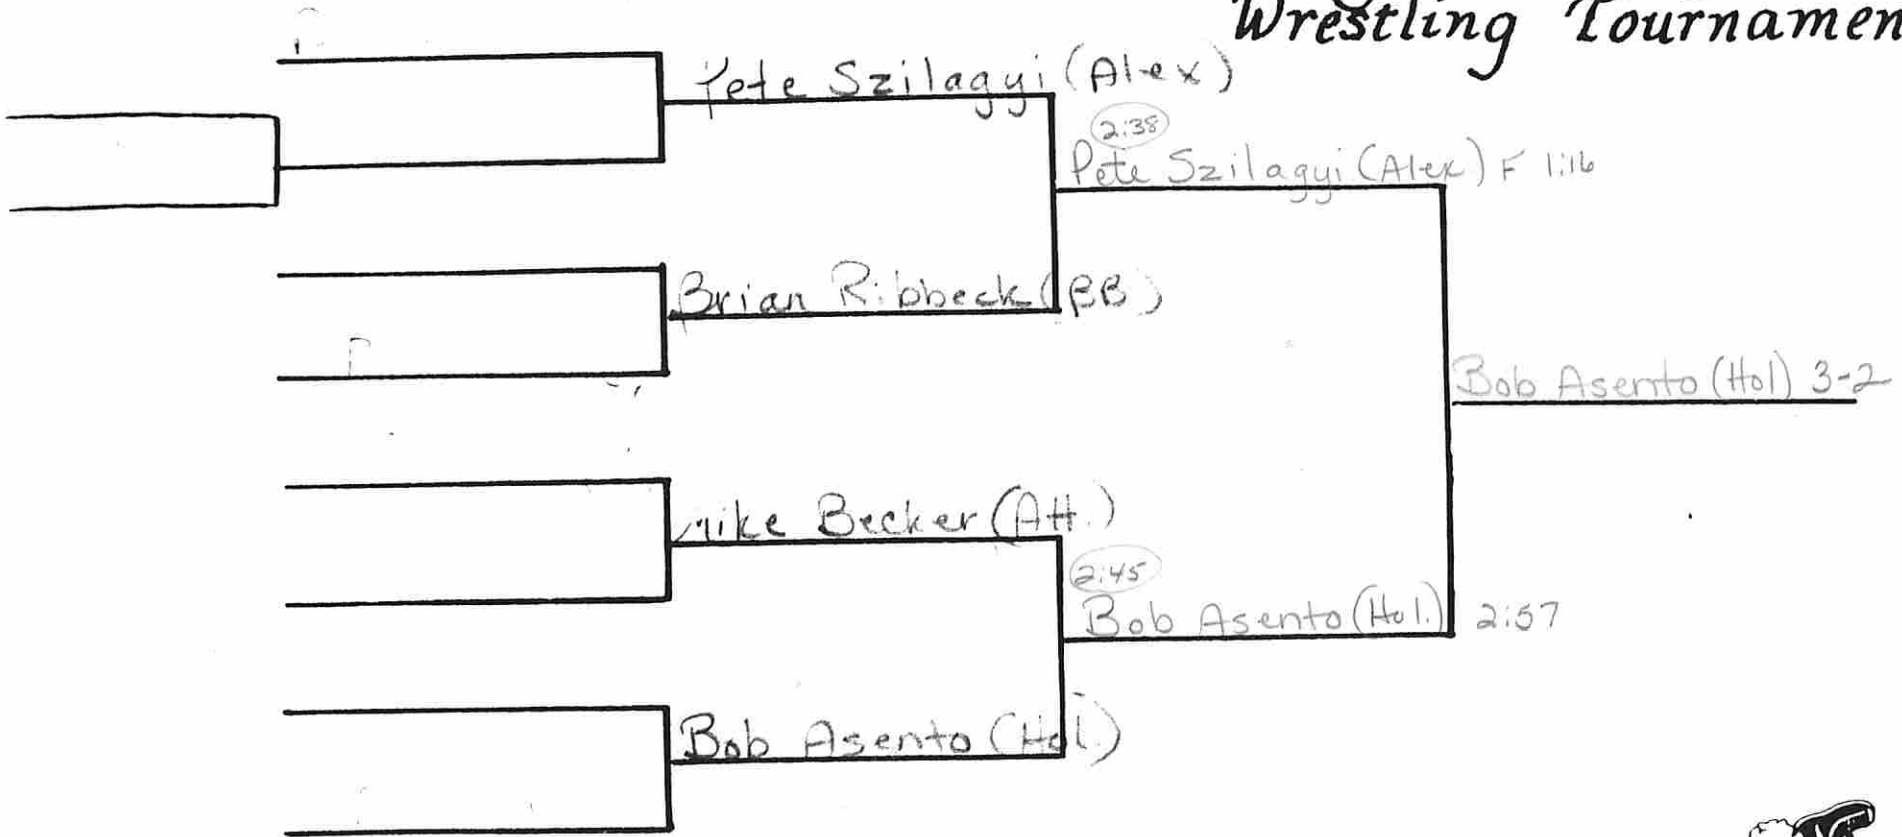 Wrestling Tournamen
Pete Szilagyi (Alex)
2:38
Pete Szilagyi (Alex) F 1:16
Brian Ribbeck (BB)
Bob Asento (Hol) 3-2
Mike Becker (Att.)
2:45
Bob Asento (Hol.) 2:57
Bob Asento (Hol.)